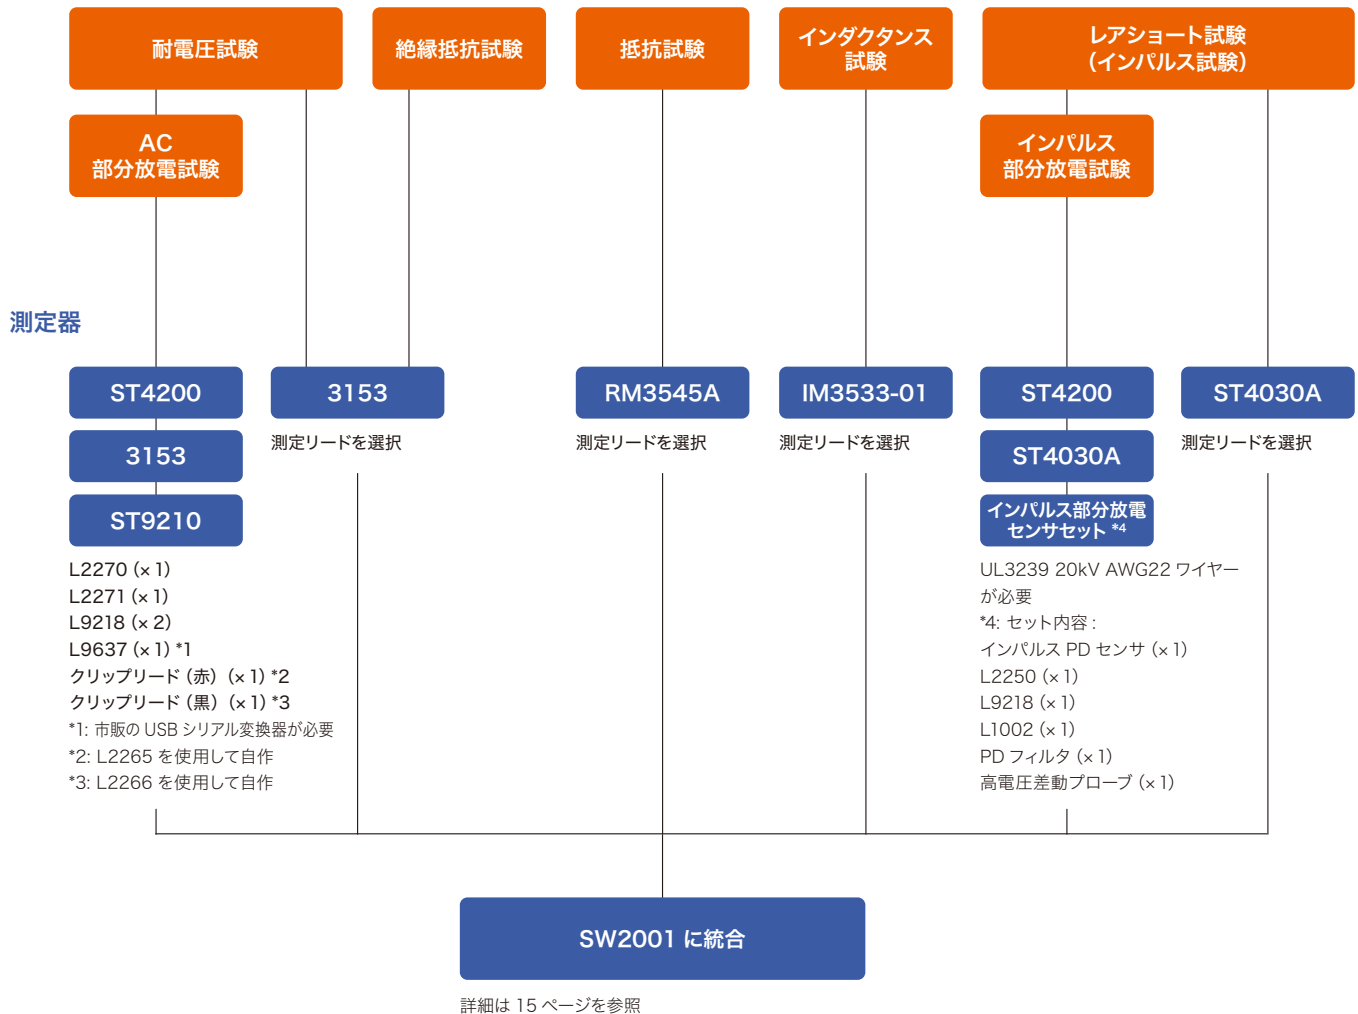 耐電圧試験
絶縁抵抗試験
抵抗試験
インダクタンス
試験
レアショート試験
（インパルス試験）
AC
部分放電試験
インパルス
部分放電試験
測定器
ST4200
3153
ST9210
L2270（× 1）
L2271（× 1）
L9218（× 2）
L9637（× 1）*1
クリップリード（赤）（× 1）*2
クリップリード（黒）（× 1）*3
*1: 市販の USB シリアル変換器が必要
*2: L2265 を使用して自作
*3: L2266 を使用して自作
3153
測定リードを選択
RM3545A
測定リードを選択
IM3533-01
測定リードを選択
ST4200
ST4030A
インパルス部分放電
センサセット *4
UL3239 20kV AWG22 ワイヤー
が必要
*4: セット内容 :
インパルス PD センサ（× 1）
L2250（× 1）
L9218（× 1）
L1002（× 1）
PD フィルタ（× 1）
高電圧差動プローブ（× 1）
ST4030A
測定リードを選択
SW2001 に統合
詳細は 15 ページを参照